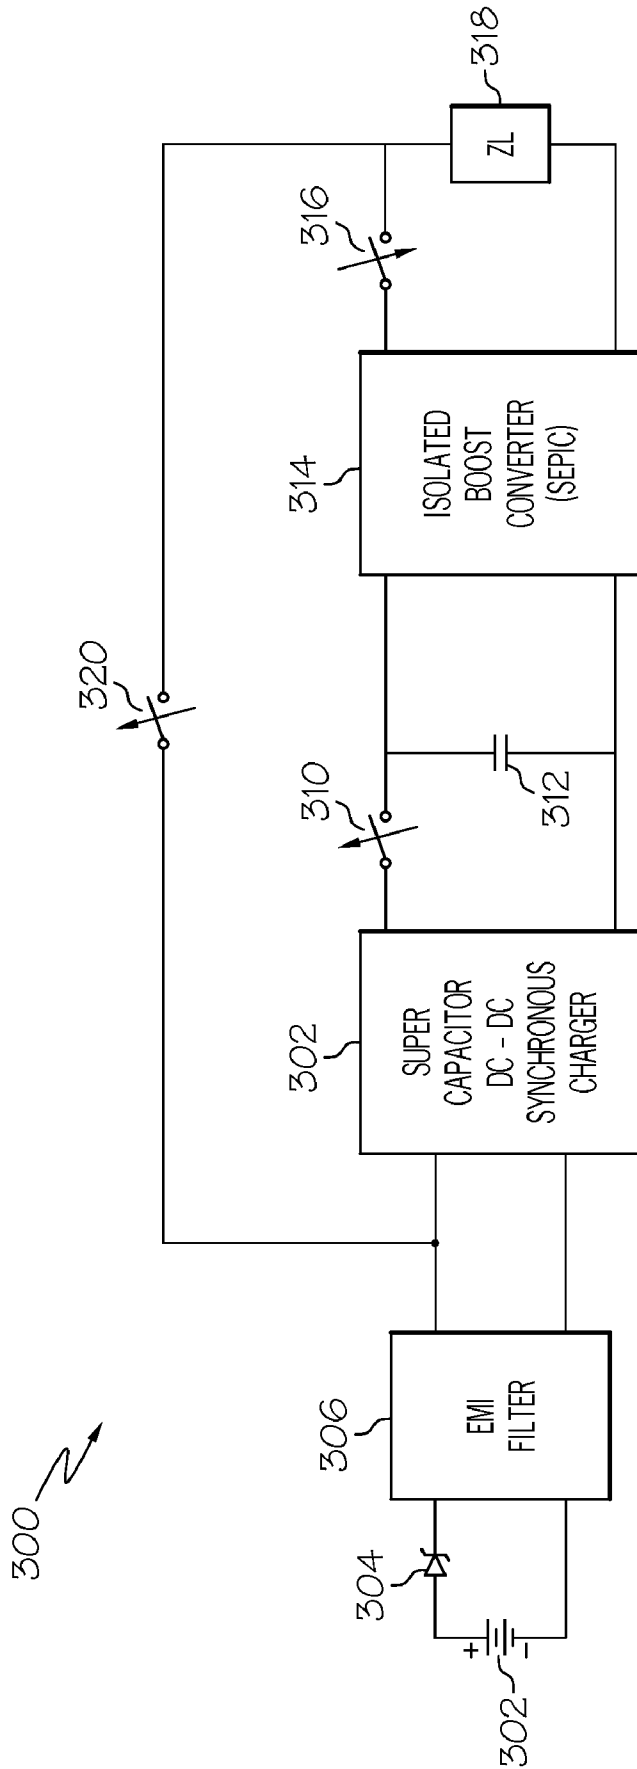 300
302
+
-
304
306
EMI
FILTER
302
SUPER
CAPACITOR
DC - DC
SYNCHRONOUS
CHARGER
310
312
320
314
ISOLATED
BOOST
CONVERTER
(SEPIC)
316
318
ZL